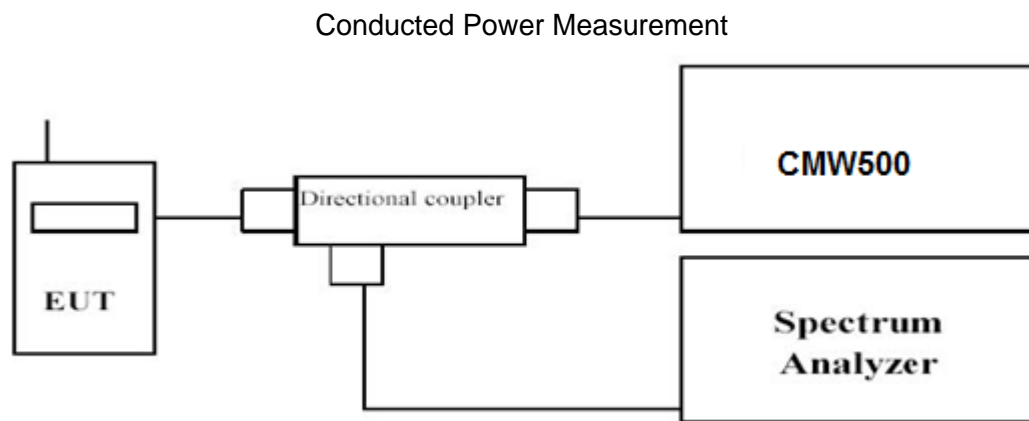 Conducted Power Measurement
CMW500
Directional coupler
EUT
Spectrum
Analyzer